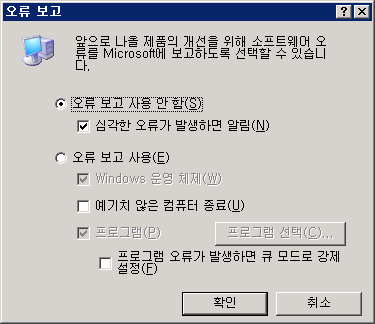 오류 보고
앞으로 나올 제품의 개선을 위해 소프트웨어 오
류를 Microsoft에 보고하도록 선택할 수 있습니
다.
오류 보고 사용 안 함(S)
심각한 오류가 발생하면 알림(N)
오류 보고 사용(E)
Windows 운영 체제(W)
예기치 않은 컴퓨터 종료(U)
프로그램(P)
프로그램 선택(C)...
프로그램 오류가 발생하면 큐 모드로 강제
설정(F)
확인
취소